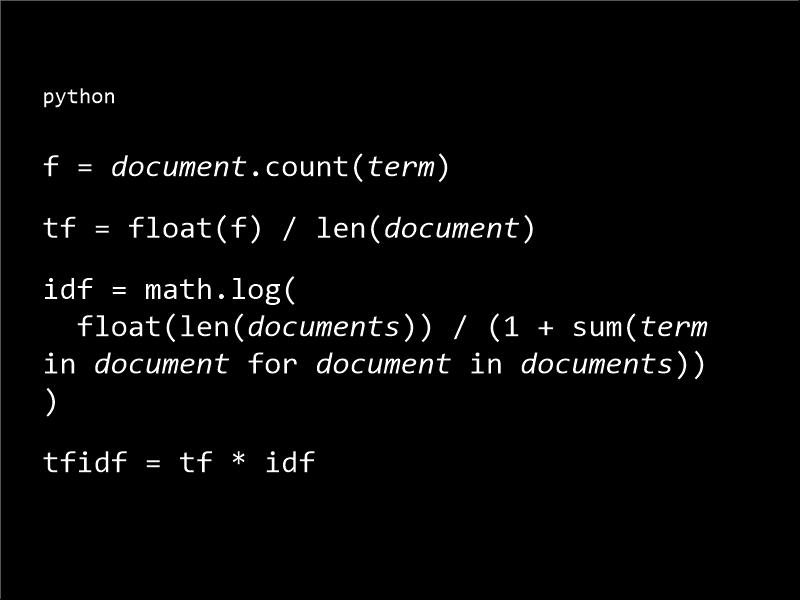 python
f = document.count(term)
tf = float(f) / len(document)
idf = math.log(
  float(len(documents)) / (1 + sum(term
in document for document in documents))
)
tfidf = tf * idf